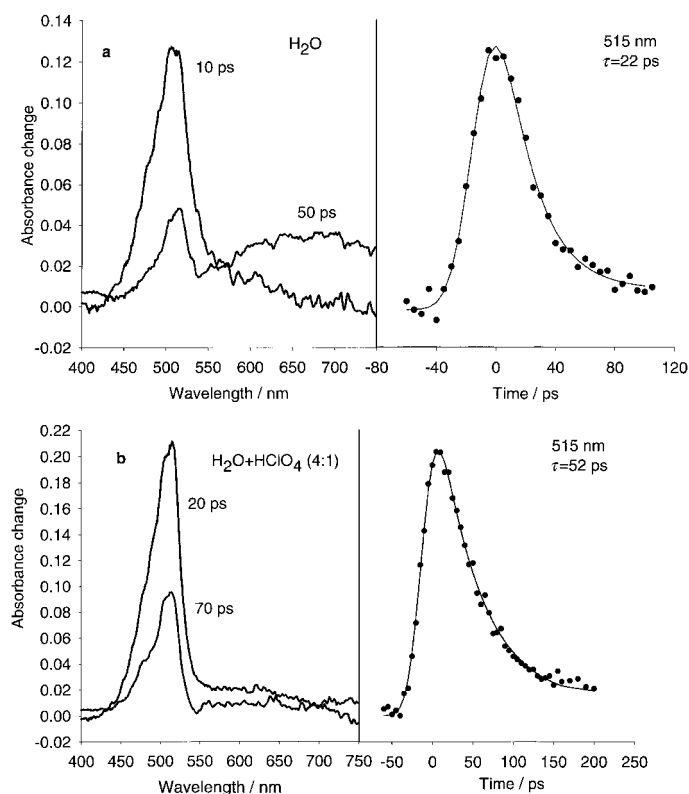 0.14
0.12
0.10
0.08
0.06
0.04
0.02
0.00
-0.02
Absorbance change
a
H₂O
10 ps
50 ps
400 450 500 550 600 650 700
Wavelength / nm
515 nm
τ=22 ps
-80 -40 0 40 80 120
Time / ps
0.22
0.20
0.18
0.16
0.14
0.12
0.10
0.08
0.06
0.04
0.02
0.00
-0.02
Absorbance change
b
H₂O+HClO₄ (4:1)
20 ps
70 ps
400 450 500 550 600 650 700 750
Wavelength / nm
515 nm
τ=52 ps
-50 0 50 100 150 200 250
Time / ps